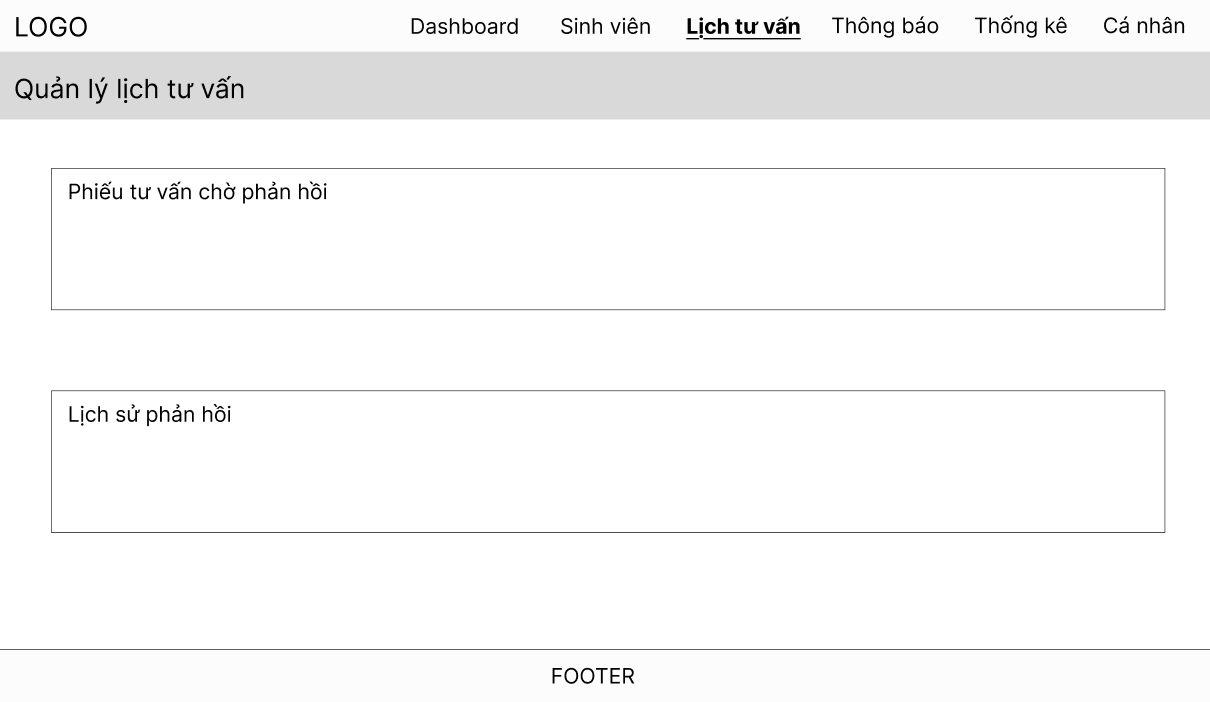 LOGO Dashboard Sinh viên Lịch tư vấn Thông báo Thống kê Cá nhân
Quản lý lịch tư vấn
Phiếu tư vấn chờ phản hồi
Lịch sử phản hồi
FOOTER